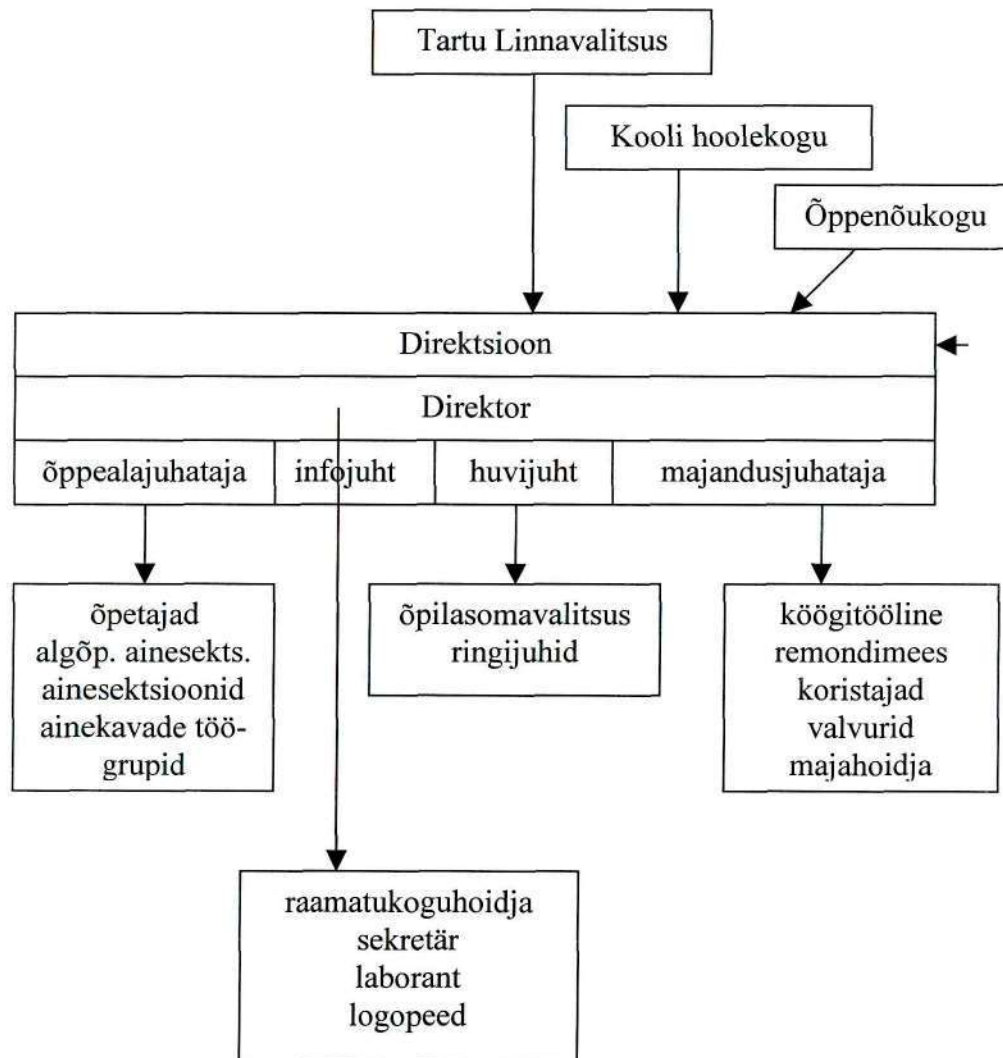 Tartu Linnavalitsus
Kooli hoolekogu
Õppenõukogu
Direktsioon
Direktor
õppealajuhataja infojuht huvijuht majandusjuhataja
õpetajad
algõp. ainesekts.
ainesektsioonid
ainekavade töö-
grupid
õpilasomavalitsus
ringijuhid
köögitööline
remondimees
koristajad
valvurid
majahoidja
raamatukoguhoidja
sekretär
laborant
logopeed